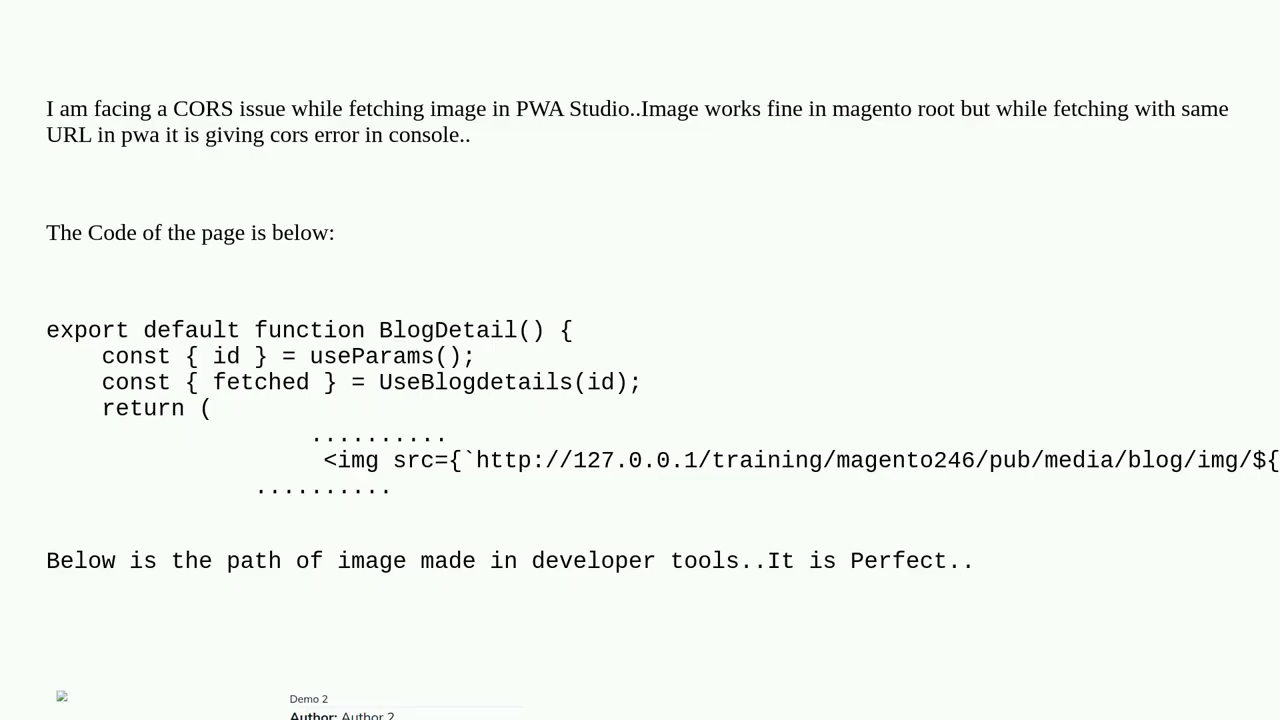 I am facing a CORS issue while fetching image in PWA Studio..Image works fine in magento root but while fetching with same
URL in pwa it is giving cors error in console..
The Code of the page is below:
export default function BlogDetail() {
    const { id } = useParams();
    const { fetched } = UseBlogdetails(id);
    return (
                   ..........
                    <img src={`http://127.0.0.1/training/magento246/pub/media/blog/img/${
               ..........
Below is the path of image made in developer tools..It is Perfect..
Demo 2
Author: Author 2